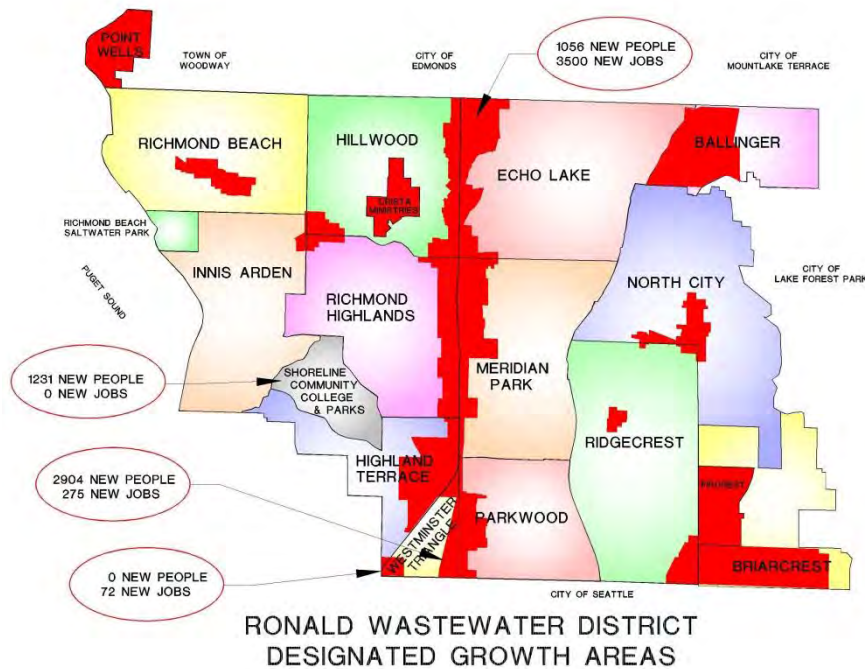 POINT
WELLS
TOWN OF
WOODWAY
CITY OF
EDMONDS
1056 NEW PEOPLE
3500 NEW JOBS
CITY OF
MOUNTLAKE TERRACE
RICHMOND BEACH
HILLWOOD
CRISTA
MINISTRIES
ECHO LAKE
BALLINGER
RICHMOND BEACH
SALTWATER PARK
INNIS ARDEN
PUGET SOUND
RICHMOND
HIGHLANDS
NORTH CITY
CITY OF
LAKE FOREST PARK
1231 NEW PEOPLE
0 NEW JOBS
SHORELINE
COMMUNITY
COLLEGE
& PARKS
MERIDIAN
PARK
RIDGECREST
HIGHLAND
TERRACE
2904 NEW PEOPLE
275 NEW JOBS
WESTMINSTER
TRIANGLE
PARKWOOD
0 NEW PEOPLE
72 NEW JOBS
BRIARCREST
CITY OF SEATTLE
RONALD WASTEWATER DISTRICT
DESIGNATED GROWTH AREAS